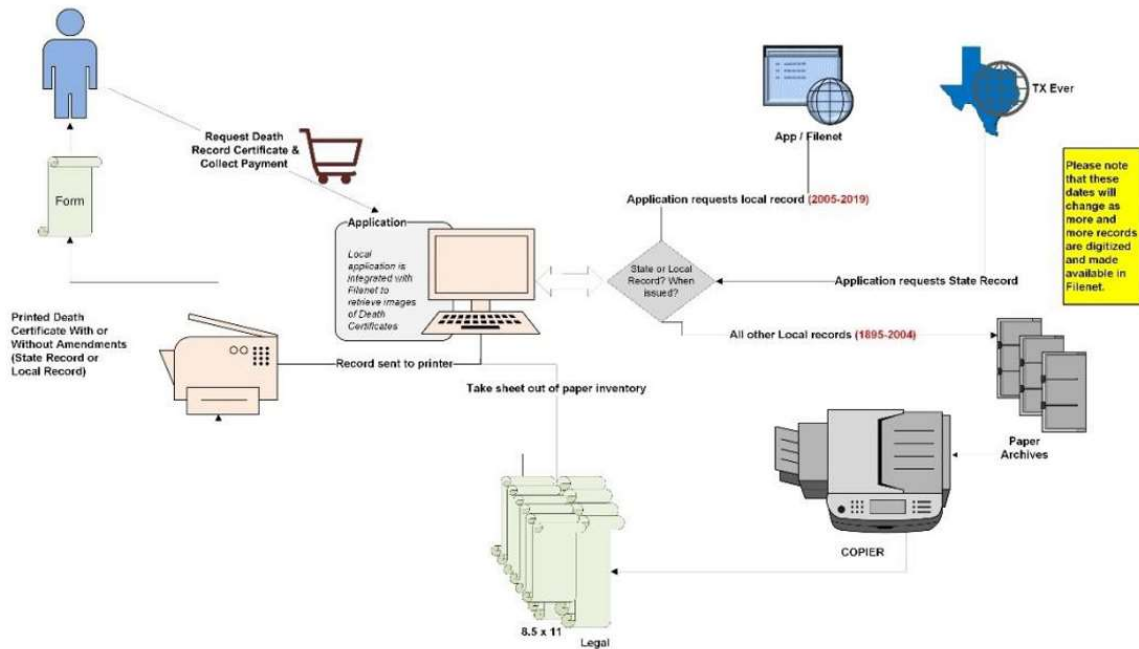 Request Death
Record Certificate &
Collect Payment
App / Filenet
TX Ever
Form
Please note
that these
dates will
change as
more and
more records
are digitized
and made
available in
Filenet.
Application requests local record (2005-2019)
Application
Local
application is
integrated with
Filenet to
retrieve images
of Death
Certificates
State or Local
Record? When
issued?
Application requests State Record
Printed Death
Certificate With or
Without Amendments
(State Record or
Local Record)
All other Local records (1895-2004)
Record sent to printer
Take sheet out of paper inventory
Paper
Archives
COPIER
8.5 x 11
Legal